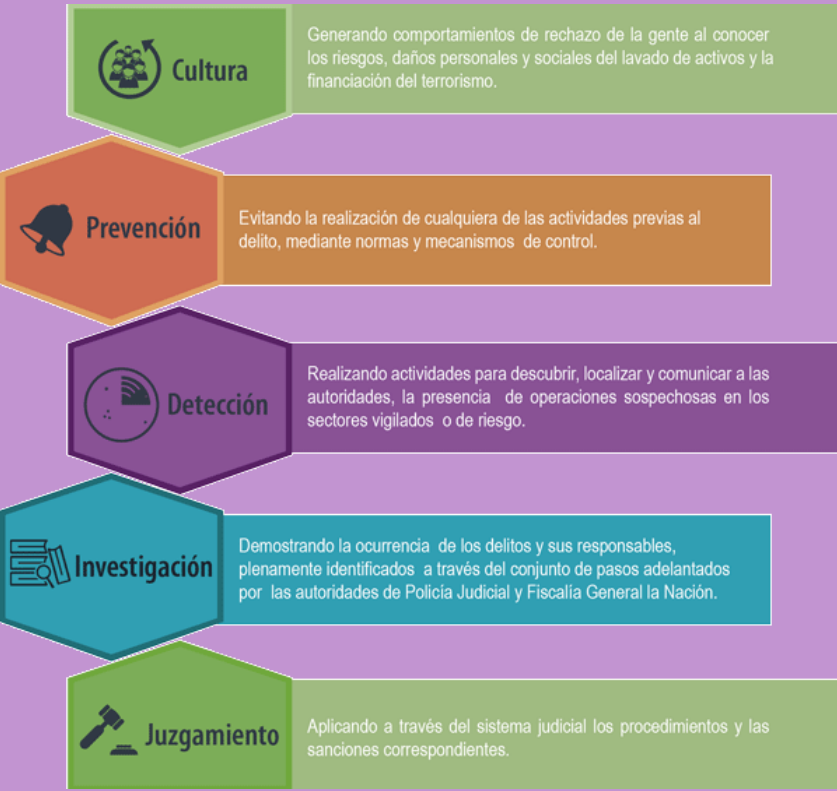 Cultura
Generando comportamientos de rechazo de la gente al conocer
los riesgos, daños personales y sociales del lavado de activos y la
financiación del terrorismo.
Prevención
Evitando la realización de cualquiera de las actividades previas al
delito, mediante normas y mecanismos de control.
Detección
Realizando actividades para descubrir, localizar y comunicar a las
autoridades, la presencia de operaciones sospechosas en los
sectores vigilados o de riesgo.
Investigación
Demostrando la ocurrencia de los delitos y sus responsables,
plenamente identificados a través del conjunto de pasos adelantados
por las autoridades de Policía Judicial y Fiscalía General la Nación.
Juzgamiento
Aplicando a través del sistema judicial los procedimientos y las
sanciones correspondientes.